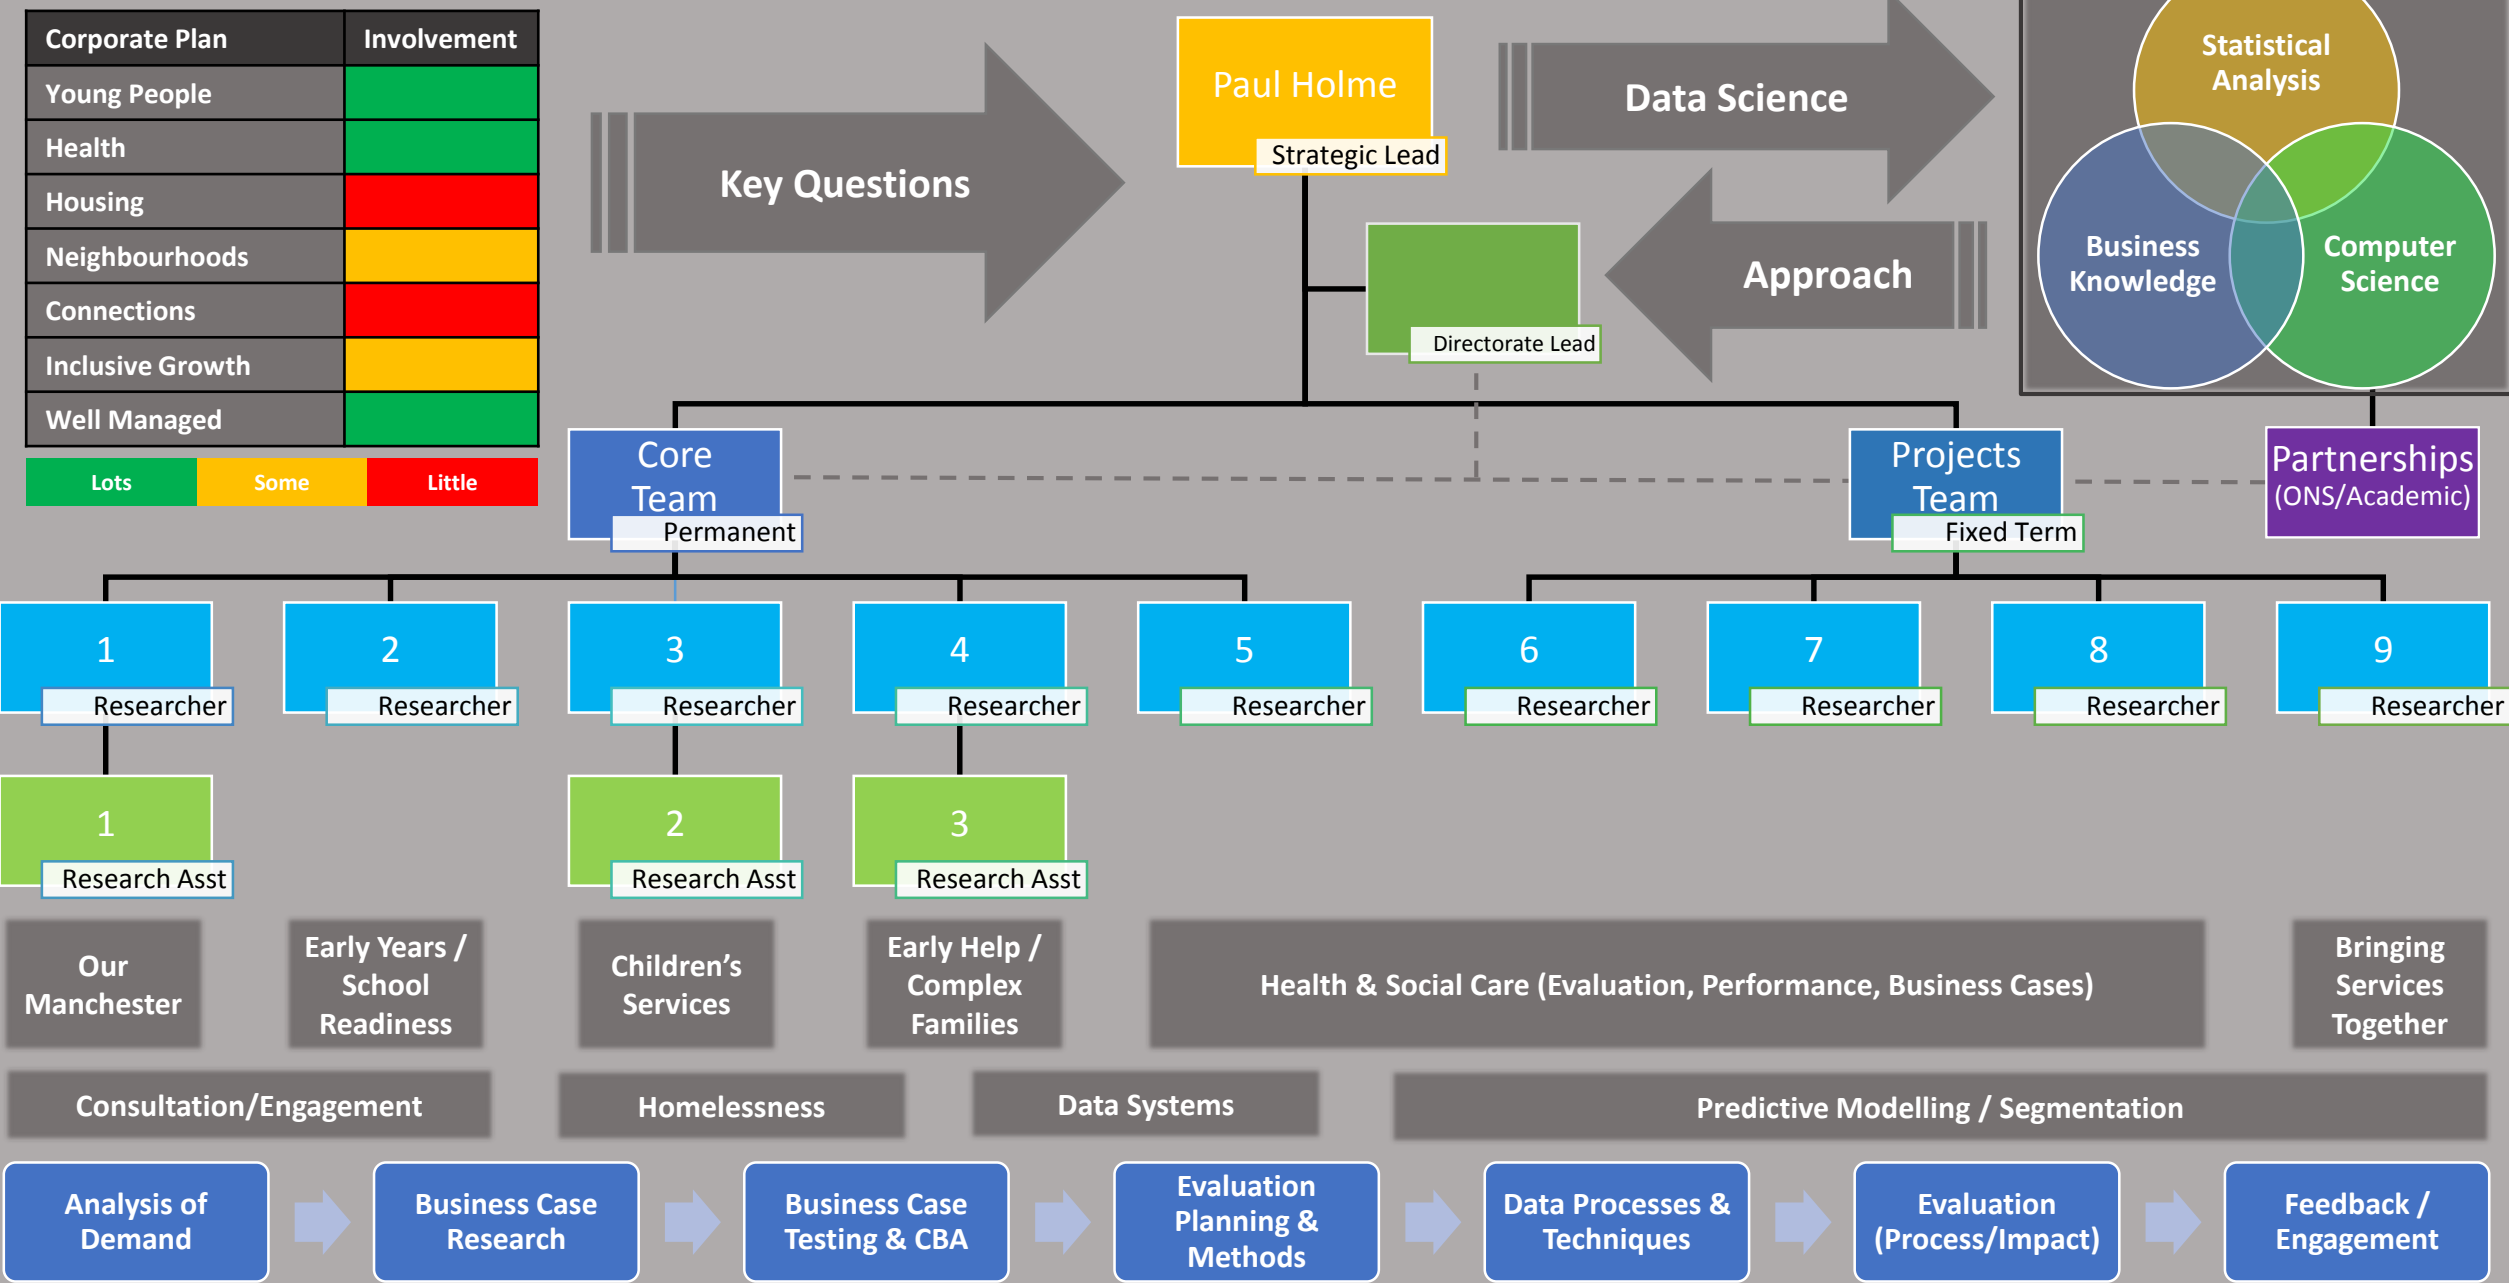 Corporate Plan Involvement
Young People
Health
Housing
Neighbourhoods
Connections
Inclusive Growth
Well Managed
Lots Some Little
Key Questions
Paul Holme
Strategic Lead
Data Science
Approach
Directorate Lead
Statistical
Analysis
Business
Knowledge
Computer
Science
Core
Team
Permanent
Projects
Team
Fixed Term
Partnerships
(ONS/Academic)
1
Researcher
2
Researcher
3
Researcher
4
Researcher
5
Researcher
6
Researcher
7
Researcher
8
Researcher
9
Researcher
1
Research Asst
2
Research Asst
3
Research Asst
Our
Manchester
Early Years /
School
Readiness
Children’s
Services
Early Help /
Complex
Families
Health & Social Care (Evaluation, Performance, Business Cases)
Bringing
Services
Together
Consultation/Engagement
Homelessness
Data Systems
Predictive Modelling / Segmentation
Analysis of
Demand
Business Case
Research
Business Case
Testing & CBA
Evaluation
Planning &
Methods
Data Processes &
Techniques
Evaluation
(Process/Impact)
Feedback /
Engagement